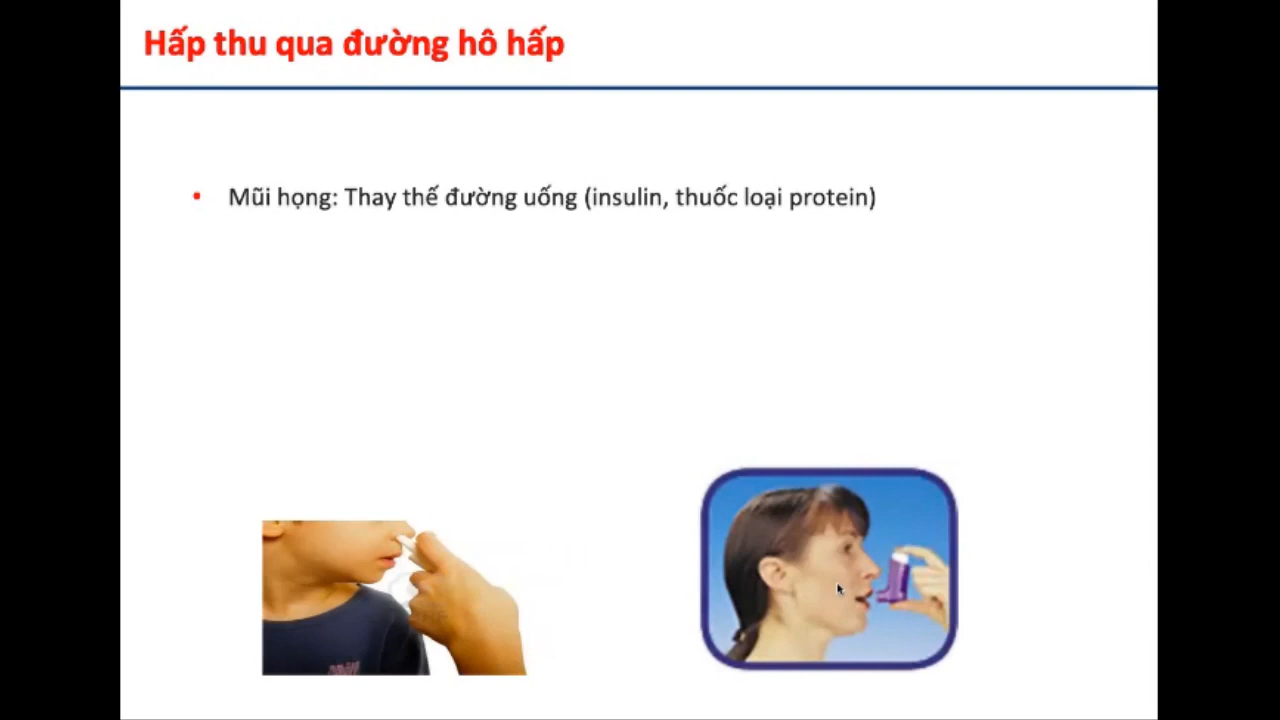 Hấp thu qua đường hô hấp
• Mũi họng: Thay thế đường uống (insulin, thuốc loại protein)